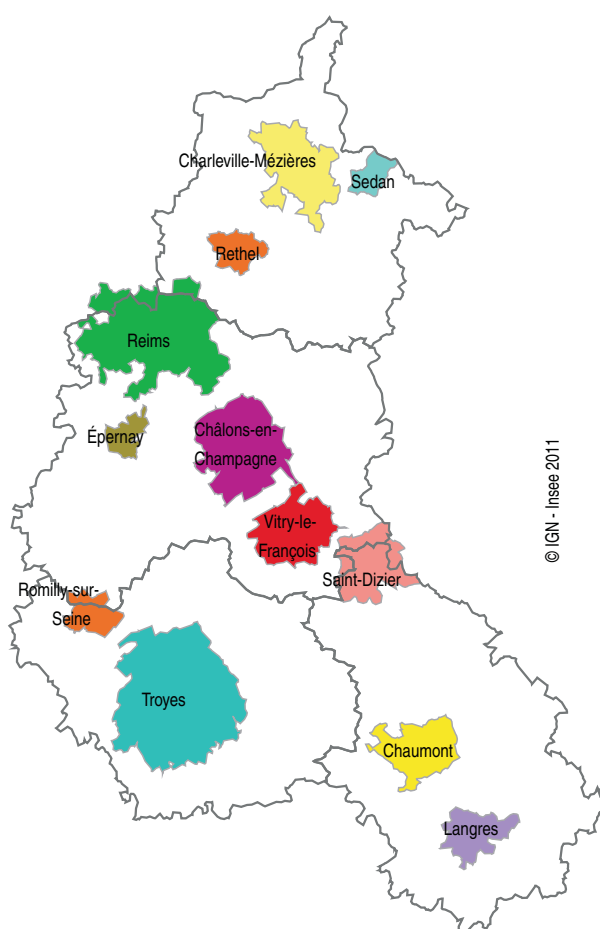 Charleville-Mézières
Sedan
Rethel
Reims
Épernay
Châlons-en-
Champagne
Vitry-le-
François
Saint-Dizier
Romilly-sur-
Seine
Troyes
Chaumont
Langres
© IGN - Insee 2011